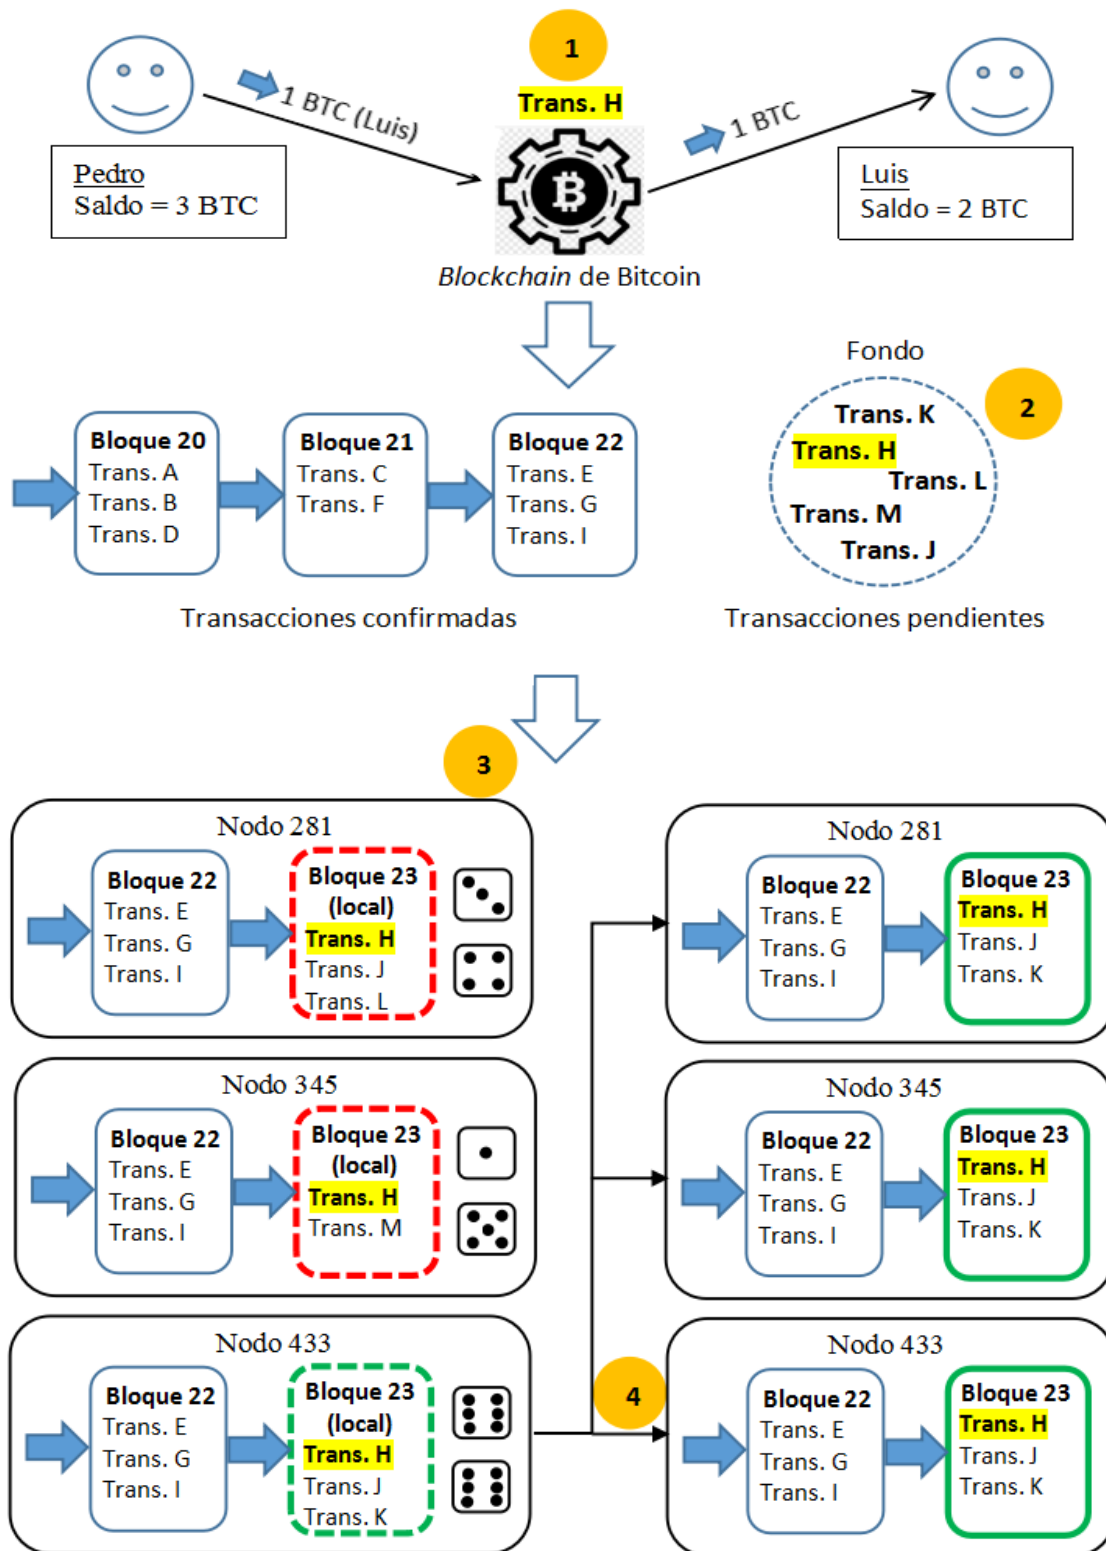 1
Trans. H
1 BTC (Luis)
1 BTC
Pedro
Saldo = 3 BTC
Luis
Saldo = 2 BTC
Blockchain de Bitcoin
Fondo
2
Bloque 20
Trans. A
Trans. B
Trans. D
Bloque 21
Trans. C
Trans. F
Bloque 22
Trans. E
Trans. G
Trans. I
Trans. K
Trans. H
Trans. L
Trans. M
Trans. J
Transacciones confirmadas
Transacciones pendientes
3
Nodo 281
Bloque 22
Trans. E
Trans. G
Trans. I
Bloque 23
(local)
Trans. H
Trans. J
Trans. L
Nodo 281
Bloque 22
Trans. E
Trans. G
Trans. I
Bloque 23
Trans. H
Trans. J
Trans. K
Nodo 345
Bloque 22
Trans. E
Trans. G
Trans. I
Bloque 23
(local)
Trans. H
Trans. M
Nodo 345
Bloque 22
Trans. E
Trans. G
Trans. I
Bloque 23
Trans. H
Trans. J
Trans. K
Nodo 433
Bloque 22
Trans. E
Trans. G
Trans. I
Bloque 23
(local)
Trans. H
Trans. J
Trans. K
4
Nodo 433
Bloque 22
Trans. E
Trans. G
Trans. I
Bloque 23
Trans. H
Trans. J
Trans. K